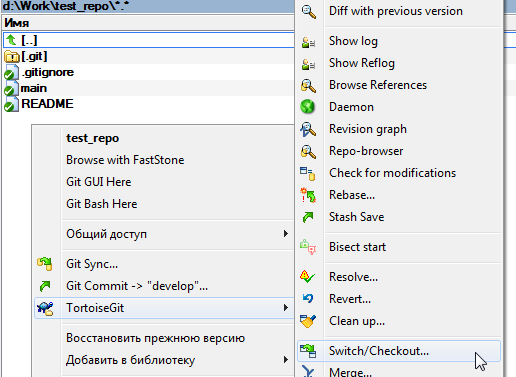 d:\Work\test_repo\*.*
Имя
[..]
[.git]
.gitignore
main
README
test_repo
Browse with FastStone
Git GUI Here
Git Bash Here
Общий доступ
Git Sync...
Git Commit -> "develop"...
TortoiseGit
Восстановить прежнюю версию
Добавить в библиотеку
Diff with previous version
Show log
Show Reflog
Browse References
Daemon
Revision graph
Repo-browser
Check for modifications
Rebase...
Stash Save
Bisect start
Resolve...
Revert...
Clean up...
Switch/Checkout...
Merge...